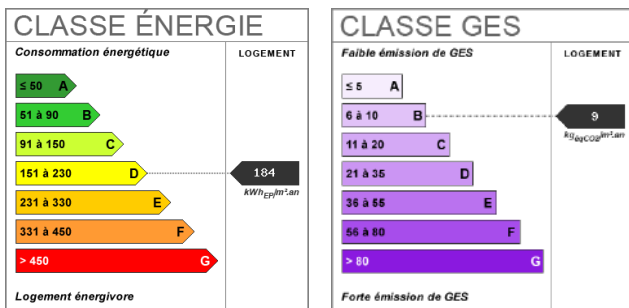 CLASSE ÉNERGIE
Consommation énergétique
LOGEMENT
≤ 50 A
51 à 90 B
91 à 150 C
151 à 230 D
184
kWhEP/m².an
231 à 330 E
331 à 450 F
> 450 G
Logement énergivore
CLASSE GES
Faible émission de GES
LOGEMENT
≤ 5 A
6 à 10 B
9
kgéqCO2/m².an
11 à 20 C
21 à 35 D
36 à 55 E
56 à 80 F
> 80 G
Forte émission de GES